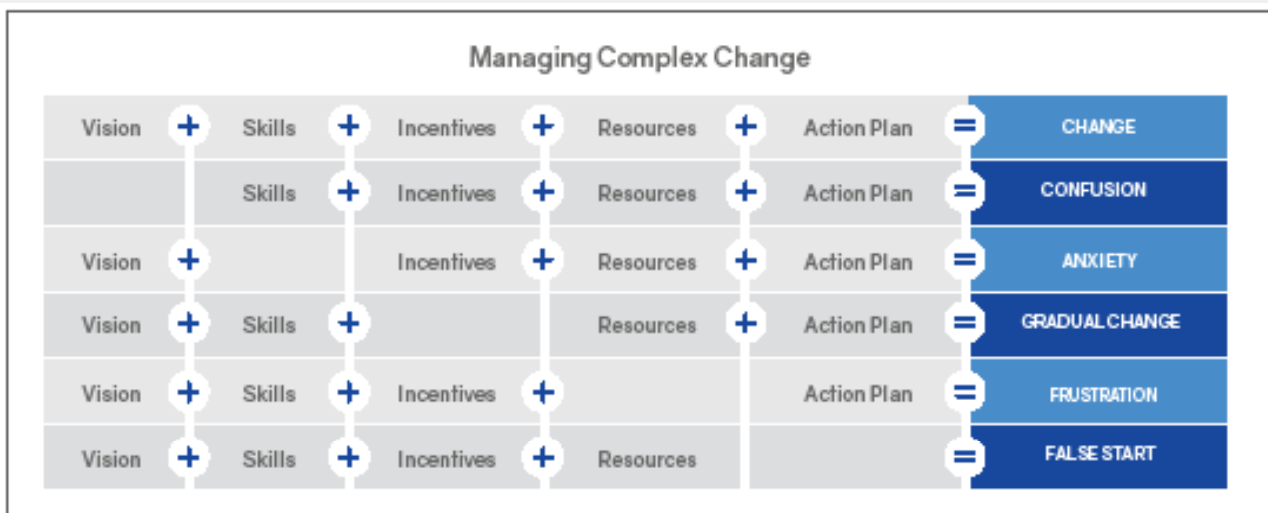 Managing Complex Change
Vision + Skills + Incentives + Resources + Action Plan = CHANGE
Skills + Incentives + Resources + Action Plan = CONFUSION
Vision + Incentives + Resources + Action Plan = ANXIETY
Vision + Skills + Resources + Action Plan = GRADUAL CHANGE
Vision + Skills + Incentives + Action Plan = FRUSTRATION
Vision + Skills + Incentives + Resources = FALSE START